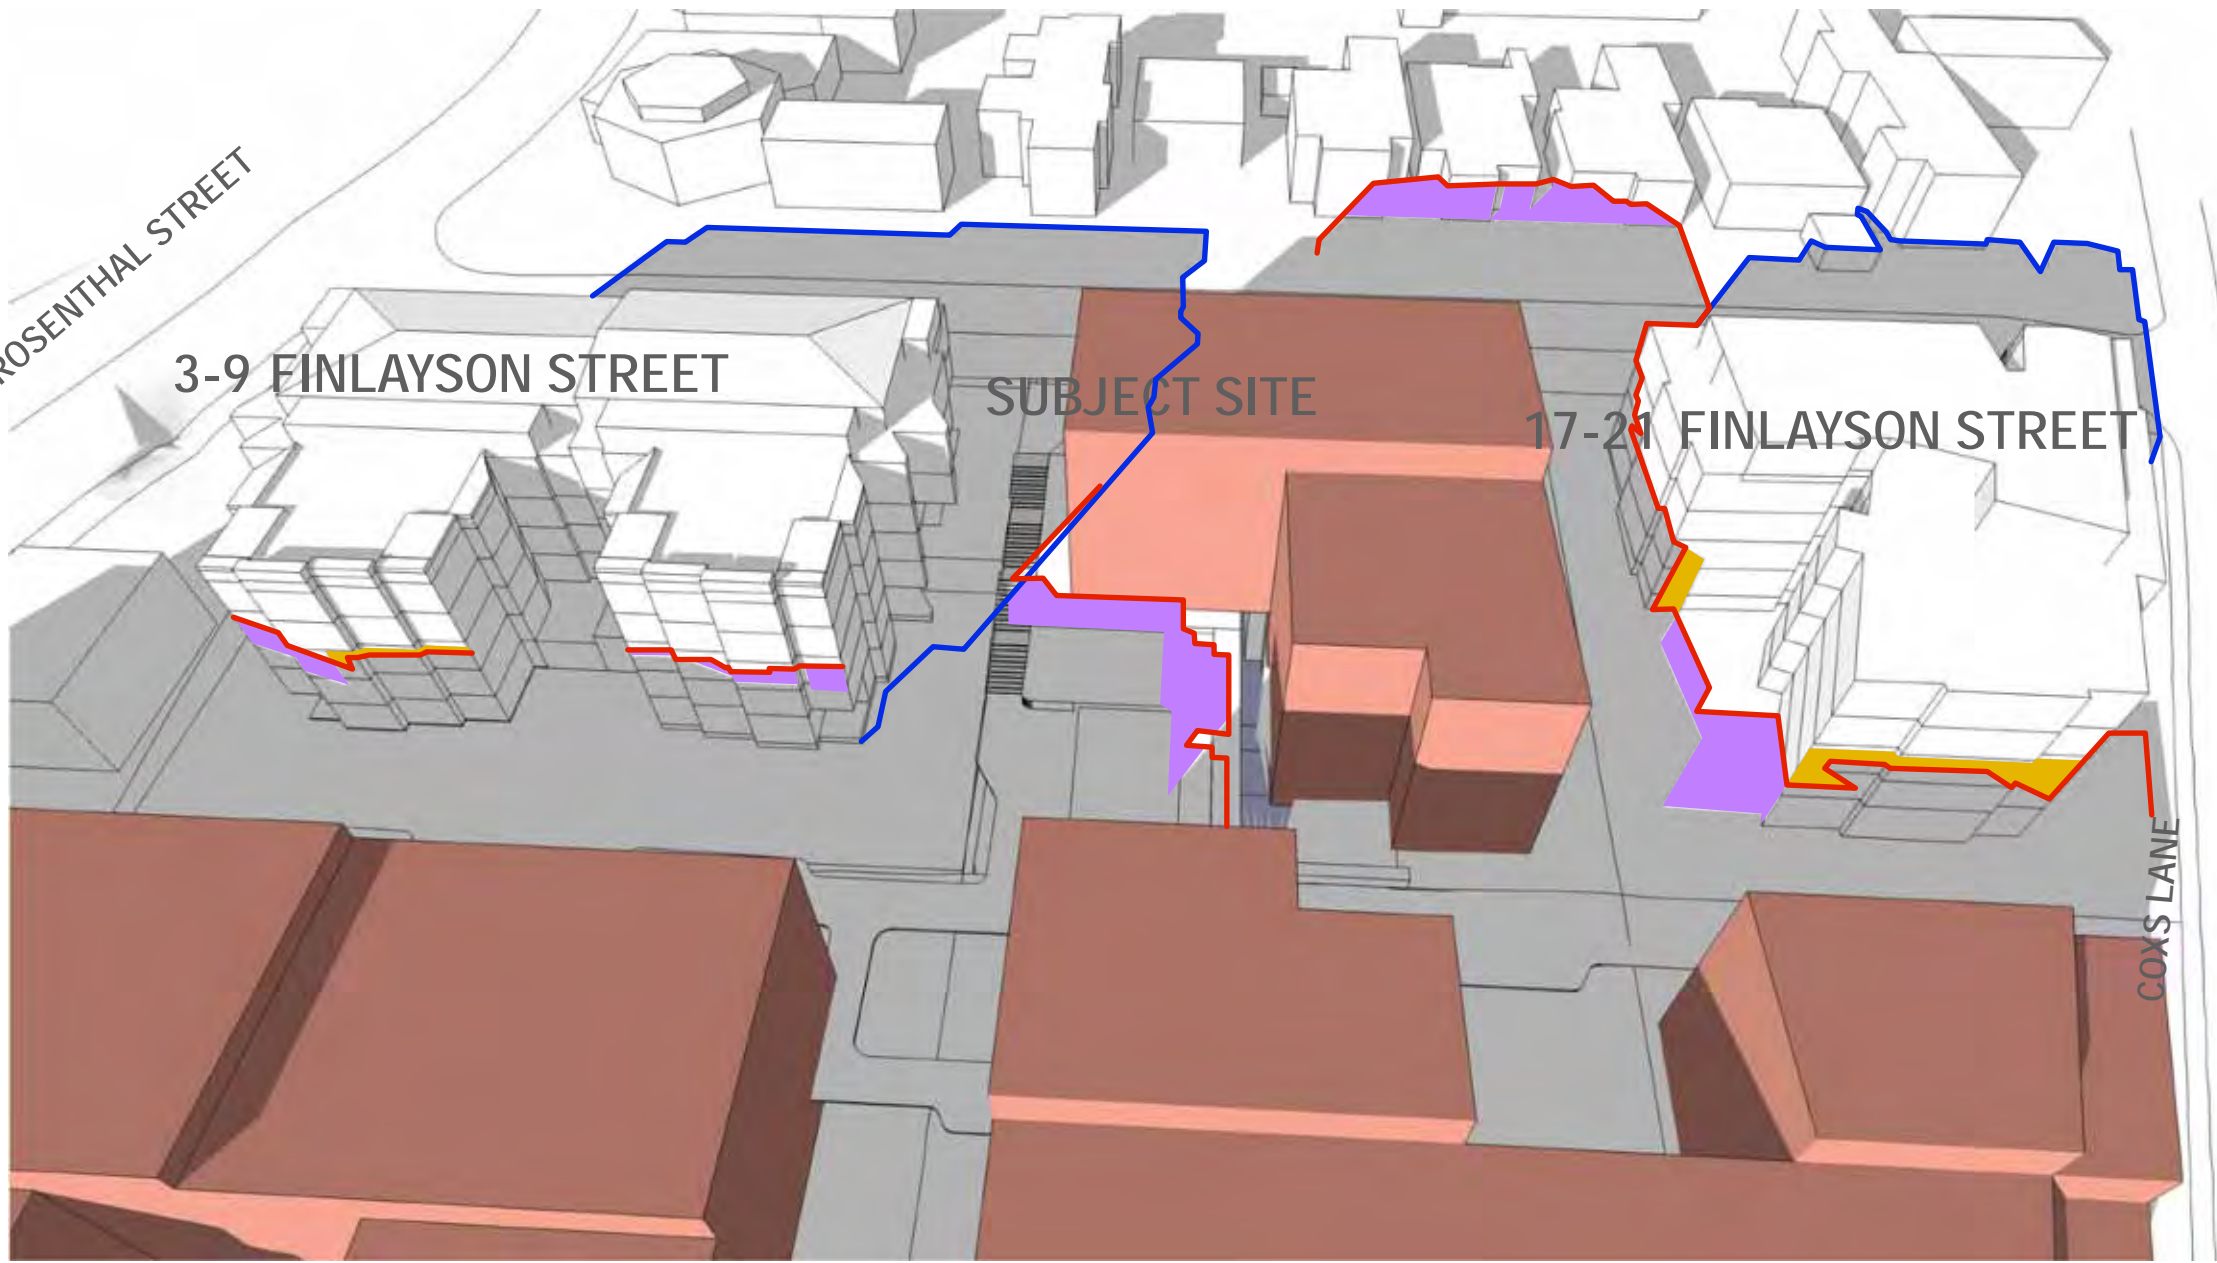 ROSENTHAL STREET
3-9 FINLAYSON STREET
SUBJECT SITE
17-21 FINLAYSON STREET
COXS LANE